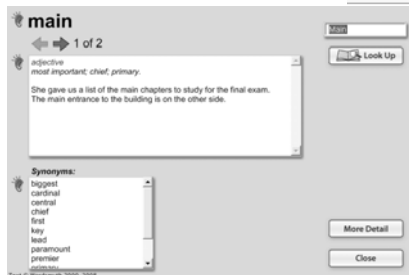 main
1 of 2
Main
Look Up
adjective
most important; chief; primary.
She gave us a list of the main chapters to study for the final exam.
The main entrance to the building is on the other side.
Synonyms:
biggest
cardinal
central
chief
first
key
lead
paramount
premier
primary
More Detail
Close